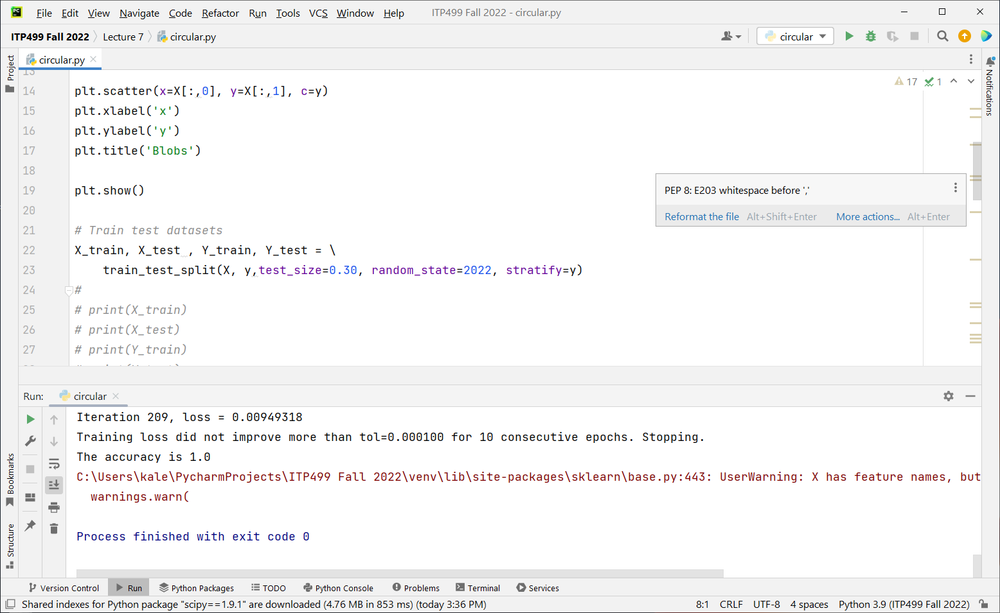 PC
File Edit View Navigate Code Refactor Run Tools VCS Window Help ITP499 Fall 2022 - circular.py
ITP499 Fall 2022 Lecture 7 circular.py circular
Project
circular.py
Notifications
17 1
13
14 plt.scatter(x=X[:,0], y=X[:,1], c=y)
15 plt.xlabel('x')
16 plt.ylabel('y')
17 plt.title('Blobs')
18
19 plt.show()
20
21 # Train test datasets
22 X_train, X_test , Y_train, Y_test = \
23 train_test_split(X, y,test_size=0.30, random_state=2022, stratify=y)
24 #
25 # print(X_train)
26 # print(X_test)
27 # print(Y_train)
PEP 8: E203 whitespace before ','
Reformat the file Alt+Shift+Enter More actions... Alt+Enter
Run: circular
Iteration 209, loss = 0.00949318
Training loss did not improve more than tol=0.000100 for 10 consecutive epochs. Stopping.
The accuracy is 1.0
C:\Users\kale\PycharmProjects\ITP499 Fall 2022\venv\lib\site-packages\sklearn\base.py:443: UserWarning: X has feature names, but
warnings.warn(
Process finished with exit code 0
Bookmarks
Structure
Version Control Run Python Packages TODO Python Console Problems Terminal Services
Shared indexes for Python package "scipy==1.9.1" are downloaded (4.76 MB in 853 ms) (today 3:36 PM) 8:1 CRLF UTF-8 4 spaces Python 3.9 (ITP499 Fall 2022)